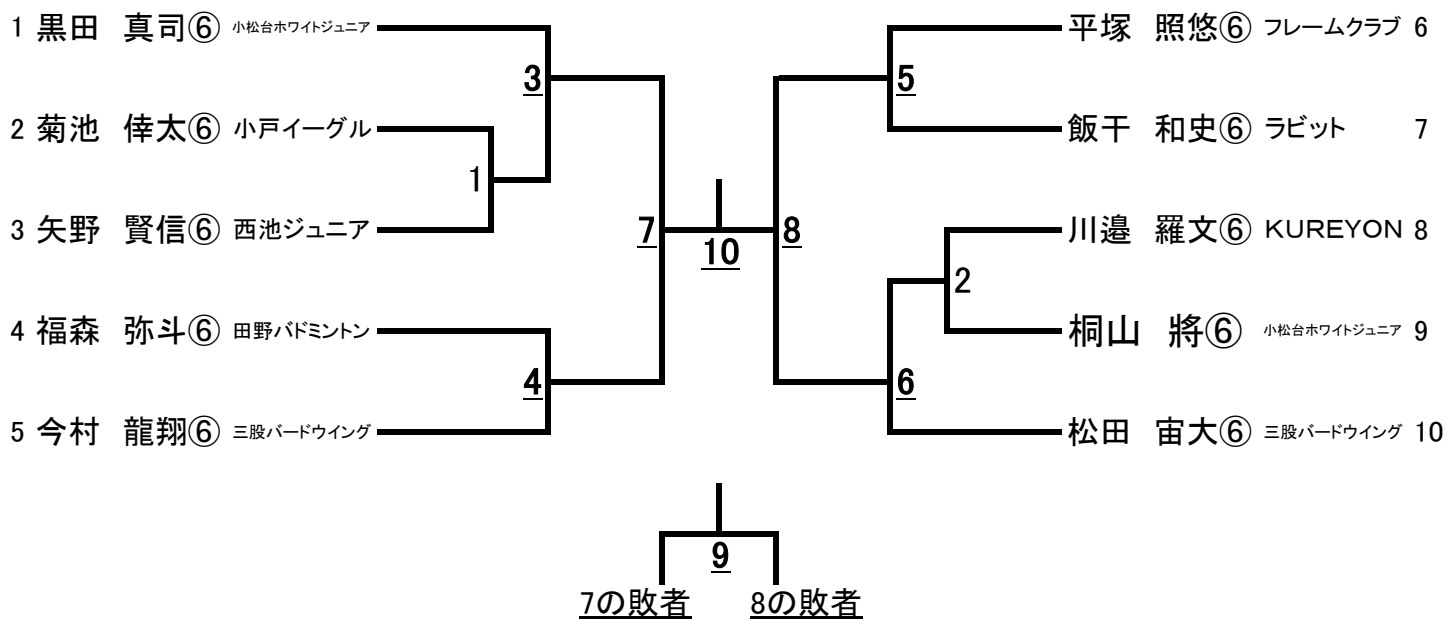 1 黒田 真司⑥ 小松台ホワイトジュニア
平塚 照悠⑥ フレームクラブ 6
3
5
2 菊池 倖太⑥ 小戸イーグル
飯干 和史⑥ ラビット 7
1
3 矢野 賢信⑥ 西池ジュニア
7
10
8
川邉 羅文⑥ KUREYON 8
2
4 福森 弥斗⑥ 田野バドミントン
桐山 將⑥ 小松台ホワイトジュニア 9
4
6
5 今村 龍翔⑥ 三股バードウイング
松田 宙大⑥ 三股バードウイング 10
9
7の敗者 8の敗者